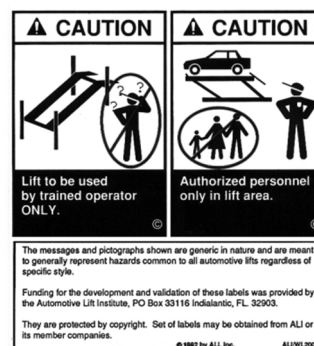 ⚠ CAUTION
? ? ?
Lift to be used
by trained operator
ONLY.
©
⚠ CAUTION
Authorized personnel
only in lift area.
The messages and pictographs shown are generic in nature and are meant
to generally represent hazards common to all automotive lifts regardless of
specific style.
Funding for the development and validation of these labels was provided by
the Automotive Lift Institute, PO Box 33116 Indialantic, FL. 32903.
They are protected by copyright. Set of labels may be obtained from ALI or
its member companies.
© 1992 by ALI, Inc.